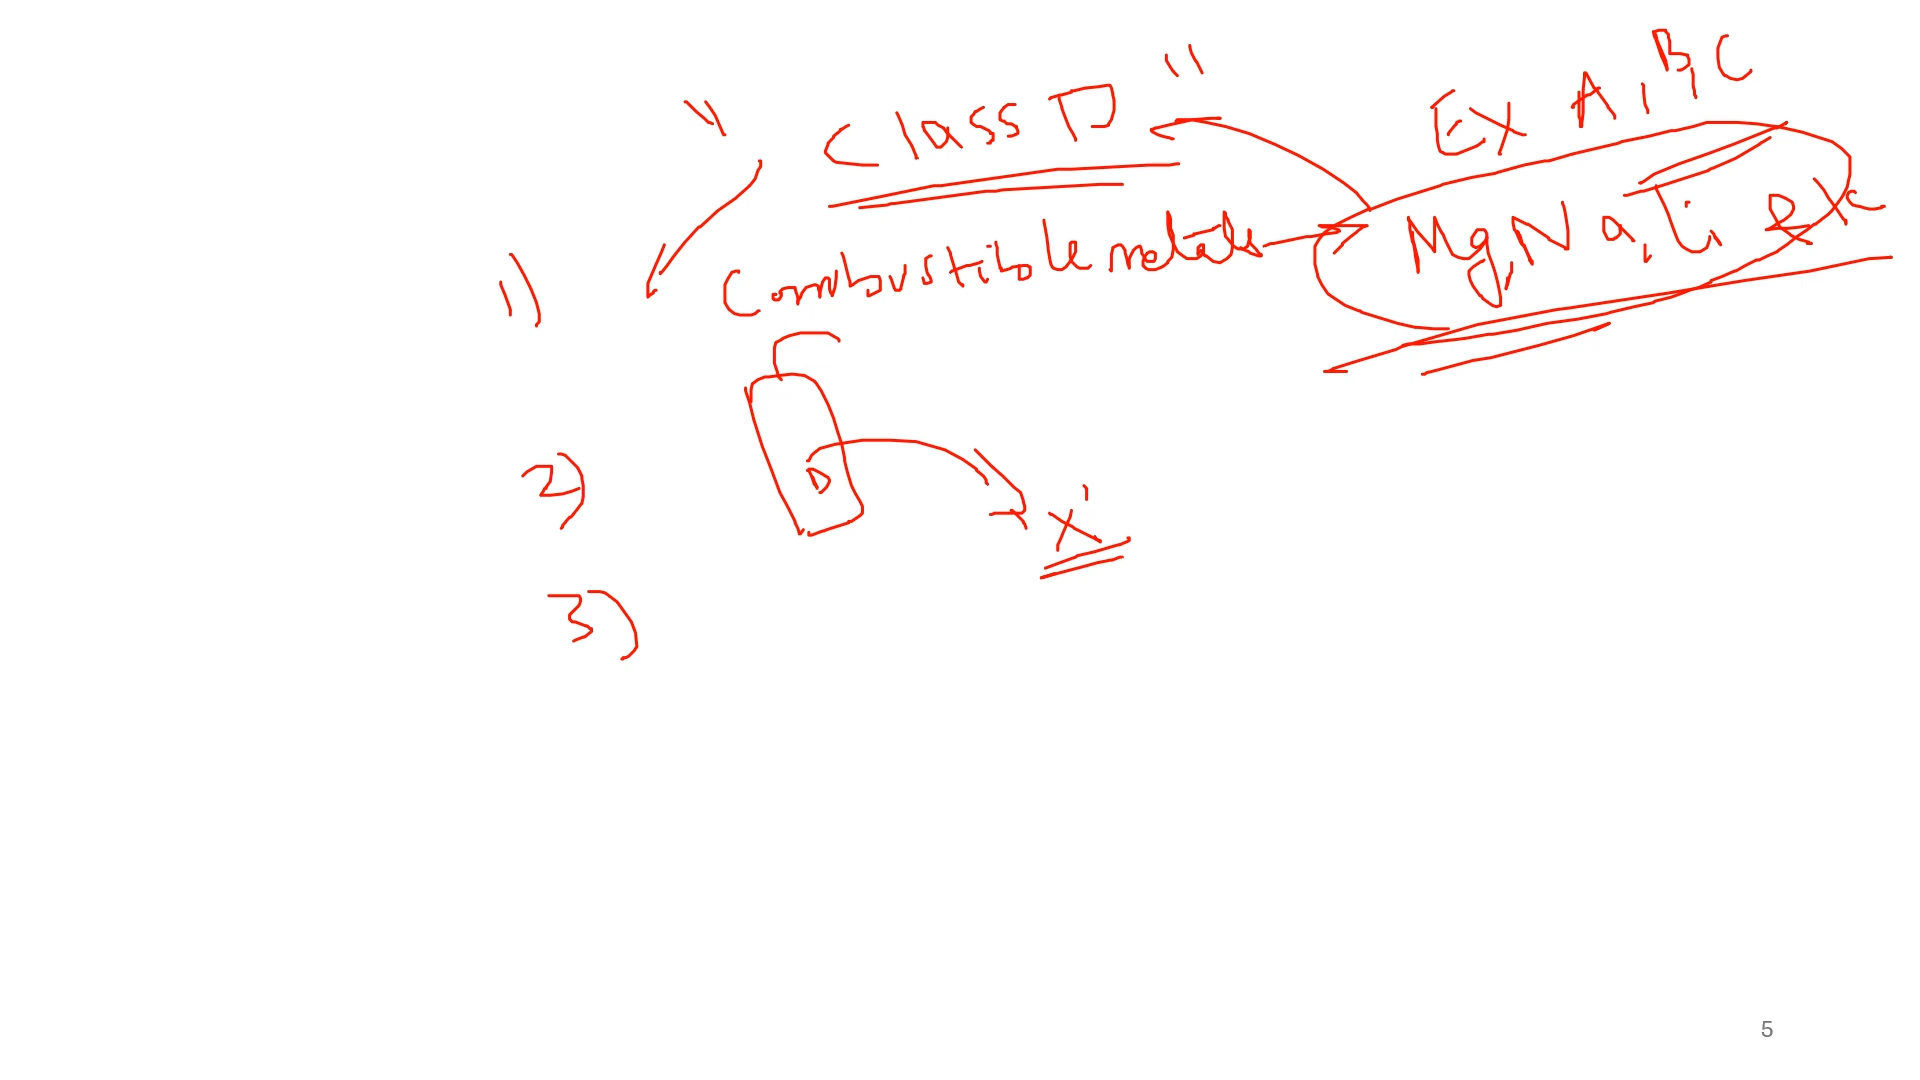 "Class D"
Ex A, B, C
1) Combustible metals → Mg, Na, Li, etc
2) D
X
3)
5